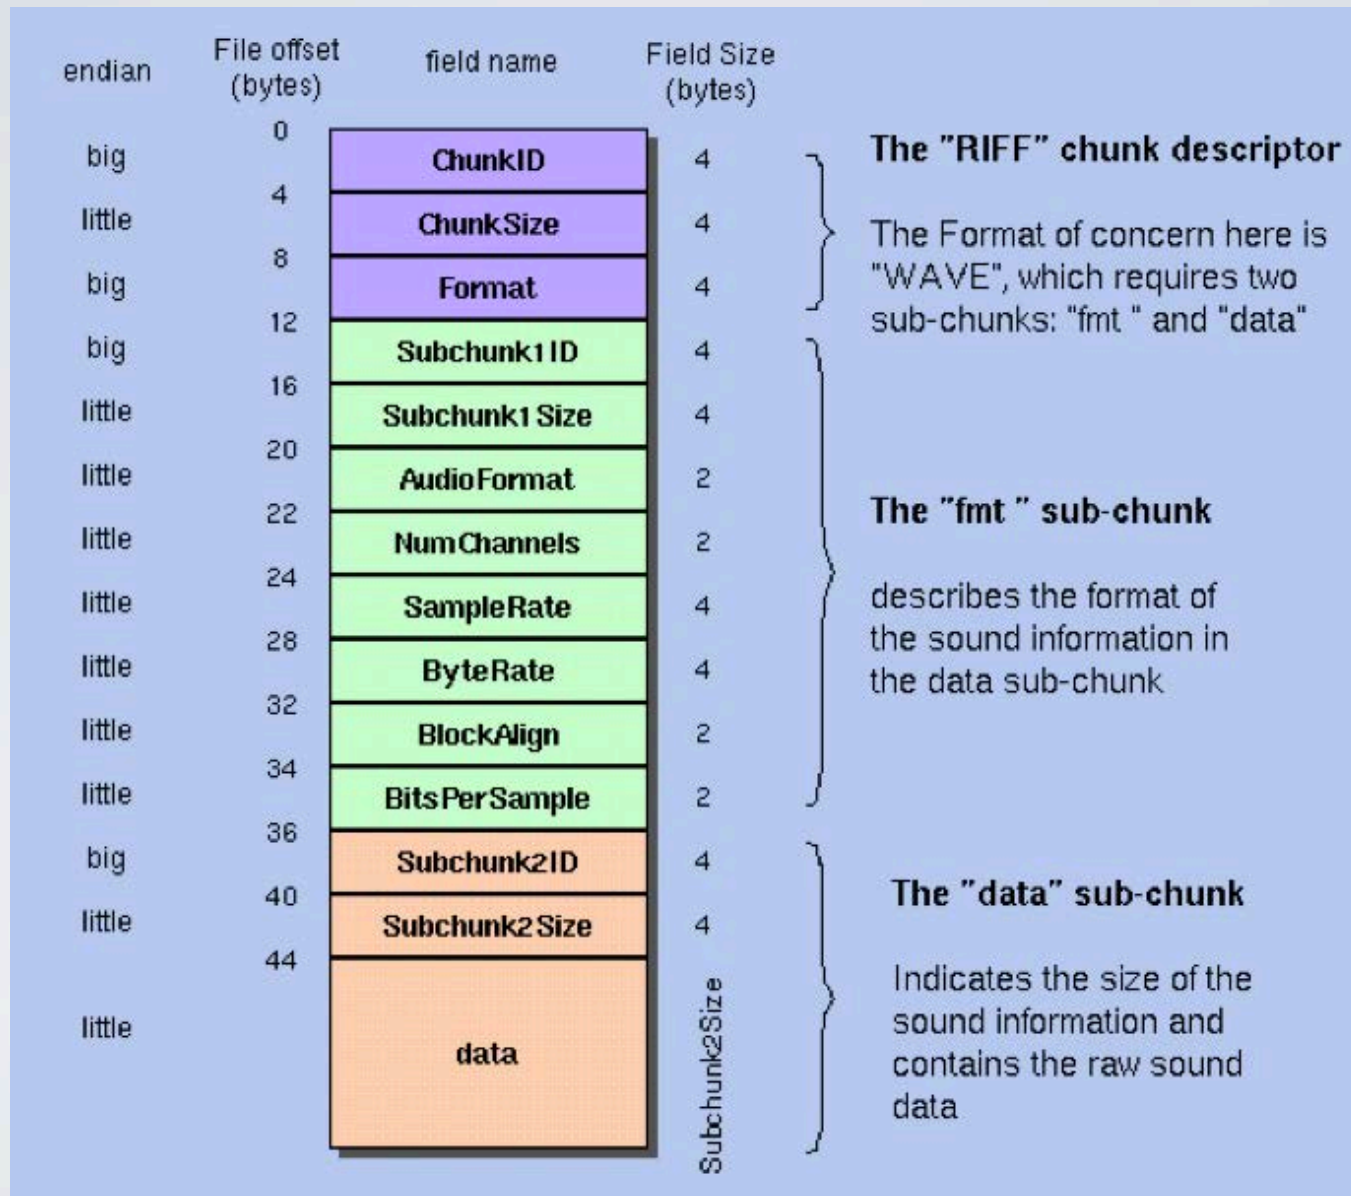 endian
File offset
(bytes)
field name
Field Size
(bytes)
0
big
ChunkID
4
4
little
ChunkSize
4
8
big
Format
4
12
big
Subchunk1ID
4
16
little
Subchunk1Size
4
20
little
AudioFormat
2
22
little
NumChannels
2
24
little
SampleRate
4
28
little
ByteRate
4
32
little
BlockAlign
2
34
little
BitsPerSample
2
36
big
Subchunk2ID
4
40
little
Subchunk2Size
4
44
little
data
Subchunk2Size
The "RIFF" chunk descriptor
The Format of concern here is
"WAVE", which requires two
sub-chunks: "fmt " and "data"
The "fmt " sub-chunk
describes the format of
the sound information in
the data sub-chunk
The "data" sub-chunk
Indicates the size of the
sound information and
contains the raw sound
data